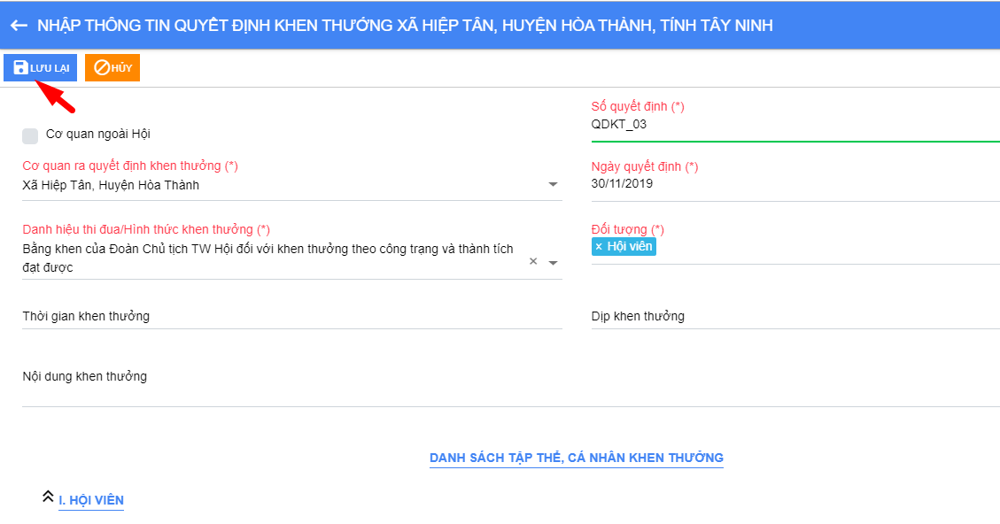 NHẬP THÔNG TIN QUYẾT ĐỊNH KHEN THƯỞNG XÃ HIỆP TÂN, HUYỆN HÒA THÀNH, TỈNH TÂY NINH
LƯU LẠI HỦY
Số quyết định (*)
QDKT_03
Cơ quan ngoài Hội
Cơ quan ra quyết định khen thưởng (*)
Xã Hiệp Tân, Huyện Hòa Thành
Ngày quyết định (*)
30/11/2019
Danh hiệu thi đua/Hình thức khen thưởng (*)
Bằng khen của Đoàn Chủ tịch TW Hội đối với khen thưởng theo công trạng và thành tích
đạt được
Đối tượng (*)
× Hội viên
Thời gian khen thưởng
Dịp khen thưởng
Nội dung khen thưởng
DANH SÁCH TẬP THỂ, CÁ NHÂN KHEN THƯỞNG
I. HỘI VIÊN